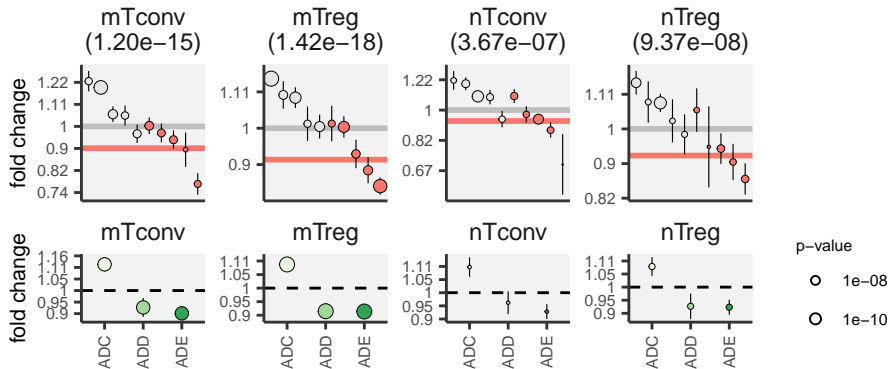 mTconv
(1.20e−15)
mTreg
(1.42e−18)
nTconv
(3.67e−07)
nTreg
(9.37e−08)
fold change
1.22
1.11
1
0.9
0.82
0.74
1.11
1
0.9
1.22
1
0.82
0.67
1.11
1
0.9
0.82
mTconv
mTreg
nTconv
nTreg
fold change
1.16
1.11
1.05
1
0.95
0.9
1.11
1.05
1
0.95
0.9
1.11
1.05
1
0.95
0.9
1.11
1.05
1
0.95
0.9
ADC
ADD
ADE
ADC
ADD
ADE
ADC
ADD
ADE
ADC
ADD
ADE
p−value
1e−08
1e−10